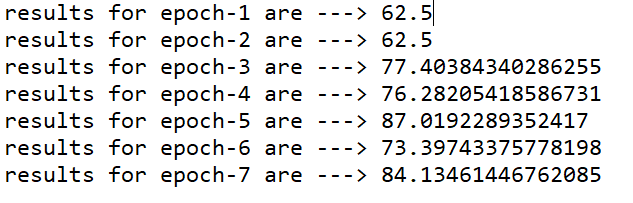 results for epoch-1 are ---> 62.5
results for epoch-2 are ---> 62.5
results for epoch-3 are ---> 77.40384340286255
results for epoch-4 are ---> 76.28205418586731
results for epoch-5 are ---> 87.0192289352417
results for epoch-6 are ---> 73.39743375778198
results for epoch-7 are ---> 84.13461446762085